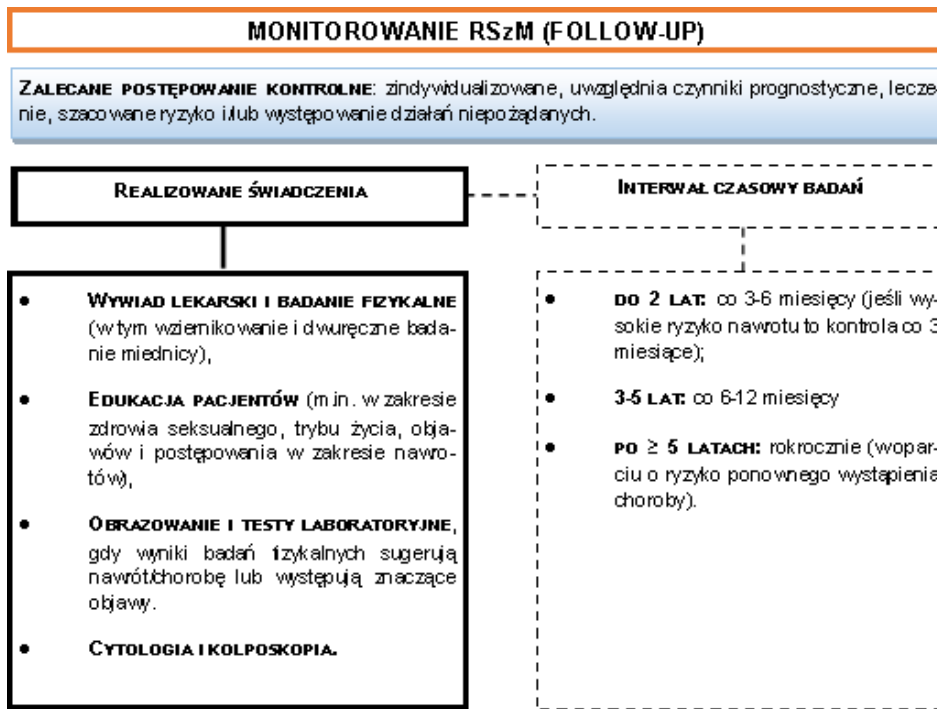 MONITOROWANIE RSzM (FOLLOW-UP)
ZALECANE POSTĘPOWANIE KONTROLNE: zindywidualizowane, uwzględnia czynniki prognostyczne, lecze
nie, szacowane ryzyko i/lub występowanie działań niepożądanych.
REALIZOWANE ŚWIADCZENIA
● WYWIAD LEKARSKI I BADANIE FIZYKALNE
(w tym wziernikowanie i dwuręczne bada-
nie miednicy),
● EDUKACJA PACJENTÓW (m.in. w zakresie
zdrowia seksualnego, trybu życia, obja-
wów i postępowania w zakresie nawro-
tów),
● OBRAZOWANIE I TESTY LABORATORYJNE,
gdy wyniki badań fizykalnych sugerują
nawrót/chorobę lub występują znaczące
objawy.
● CYTOLOGIA I KOLPOSKOPIA.
INTERWAŁ CZASOWY BADAŃ
● DO 2 LAT: co 3-6 miesięcy (jeśli wy-
sokie ryzyko nawrotu to kontrola co 3
miesiące);
● 3-5 LAT: co 6-12 miesięcy
● PO ≥ 5 LATACH: rokrocznie (w opar-
ciu o ryzyko ponownego wystąpienia
choroby).